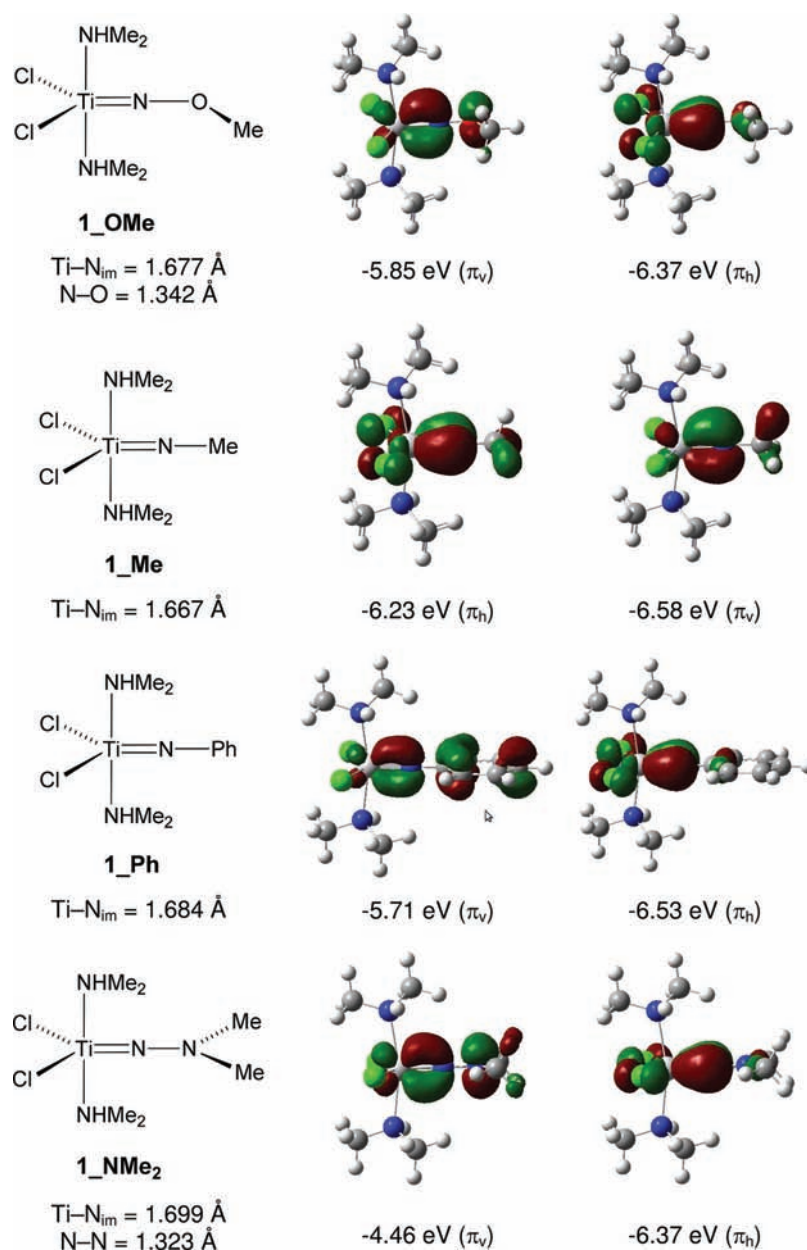 NHMe₂
Cl
Ti N O
Cl Me
NHMe₂
1_OMe
Ti–Nim = 1.677 Å
N–O = 1.342 Å
-5.85 eV (πv)
-6.37 eV (πh)
NHMe₂
Cl
Ti N Me
Cl
NHMe₂
1_Me
Ti–Nim = 1.667 Å
-6.23 eV (πh)
-6.58 eV (πv)
NHMe₂
Cl
Ti N Ph
Cl
NHMe₂
1_Ph
Ti–Nim = 1.684 Å
-5.71 eV (πv)
-6.53 eV (πh)
NHMe₂
Cl Me
Ti N N
Cl Me
NHMe₂
1_NMe₂
Ti–Nim = 1.699 Å
N–N = 1.323 Å
-4.46 eV (πv)
-6.37 eV (πh)